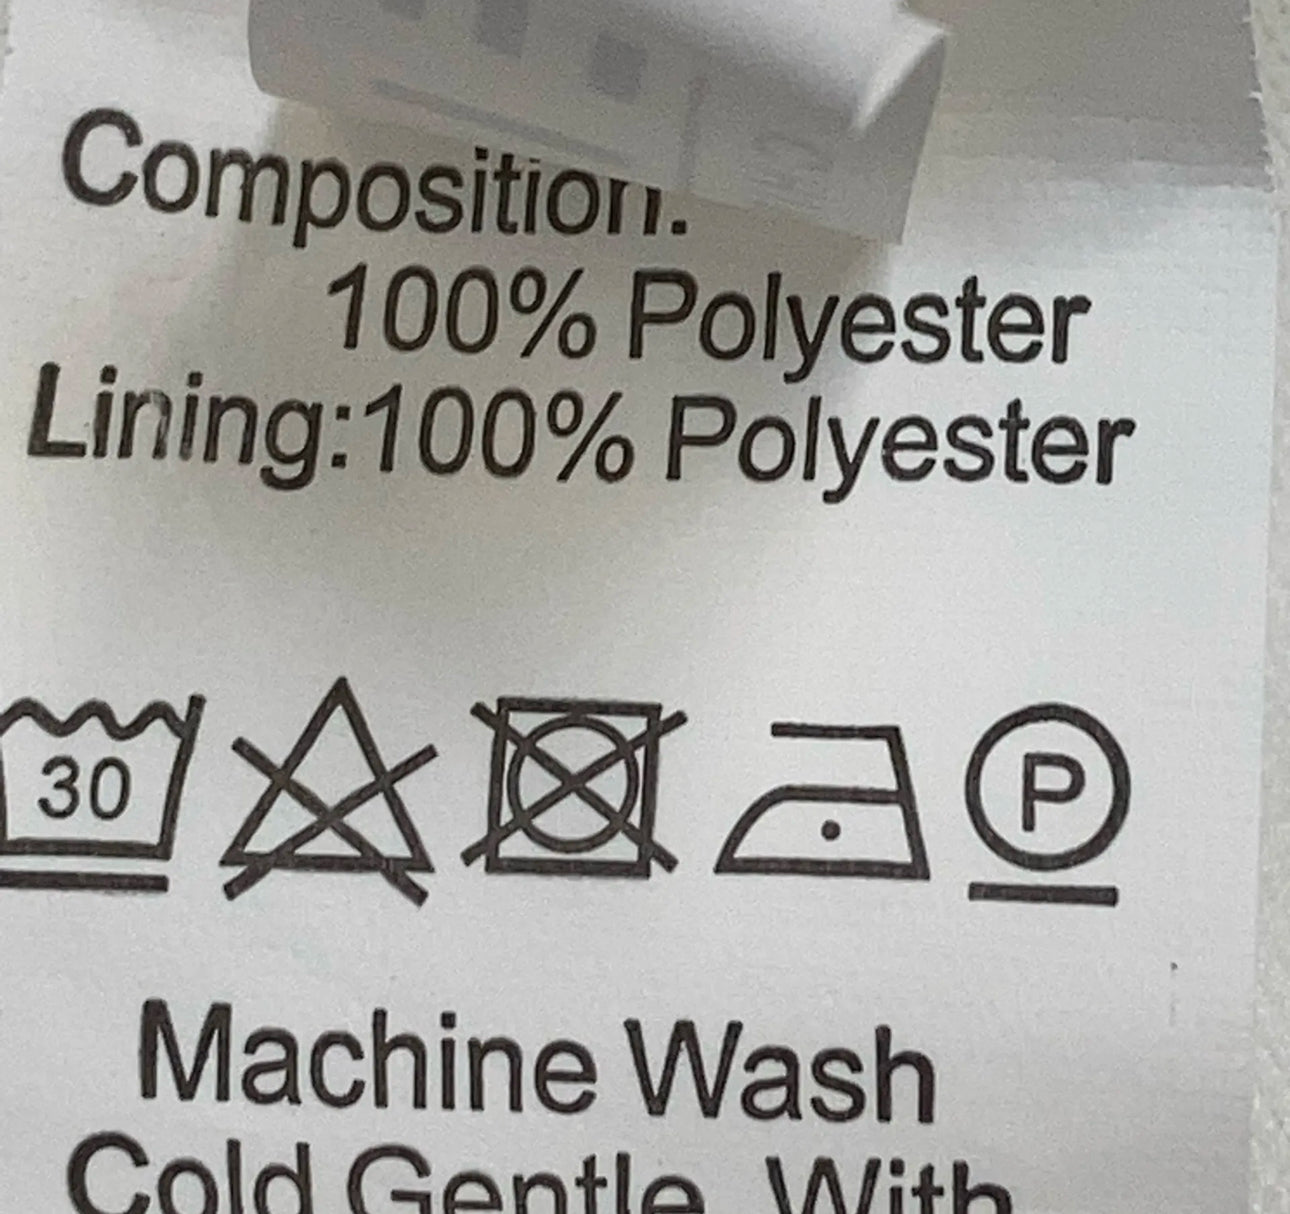 Composition:
100% Polyester
Lining:100% Polyester
30
P
Machine Wash
Cold Gentle, With